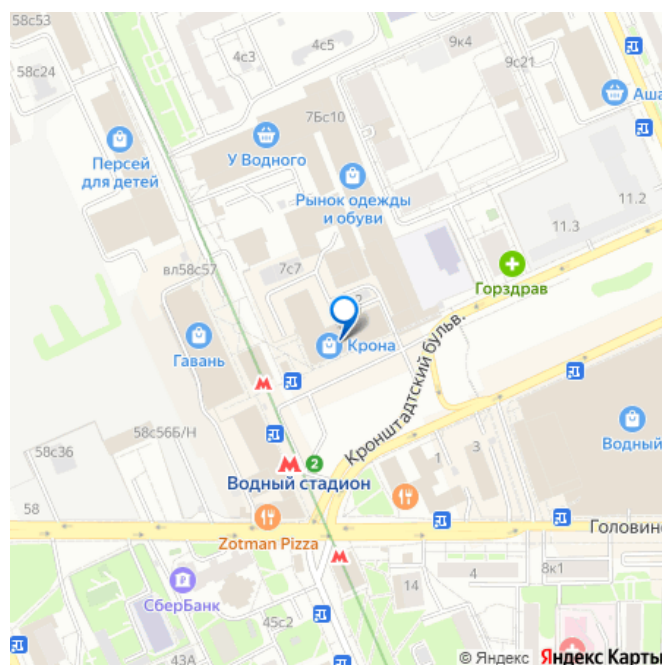 58с53
4с5
4с3
9к4
58с24
9с21
Аша
7Бс10
Персей
для детей
У Водного
Рынок одежды
и обуви
11.2
11.3
вл58с57
7с7
Горздрав
Гавань
Крона
Кронштадтский бульв.
58с56Б/Н
58с36
3
1
Водный
2
Водный стадион
58
Головинс
Zotman Pizza
СберБанк
14
4
8к1
45с2
43А
© Яндекс Яндекс Карты